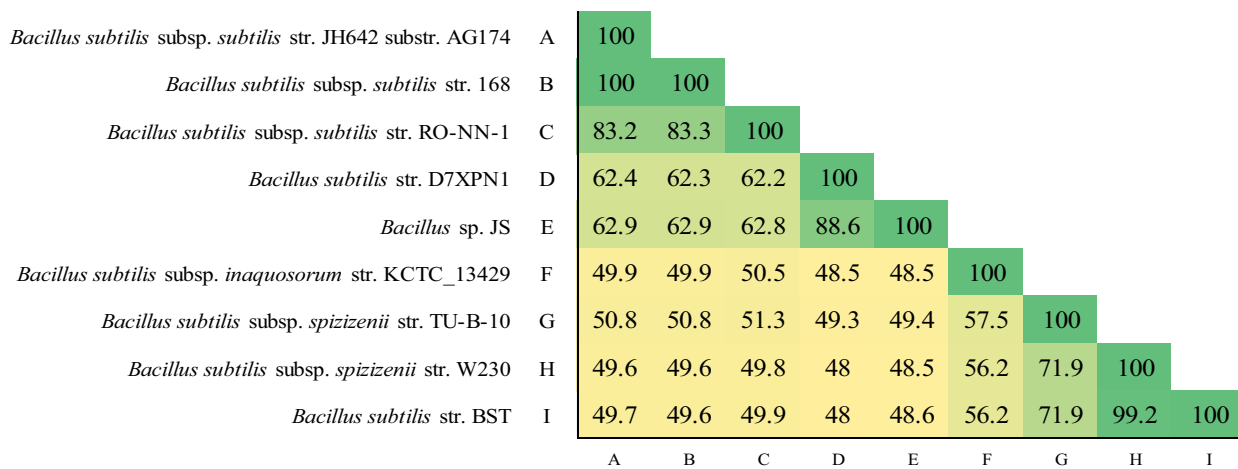 Bacillus subtilis subsp. subtilis str. JH642 substr. AG174 A 100
Bacillus subtilis subsp. subtilis str. 168 B 100 100
Bacillus subtilis subsp. subtilis str. RO-NN-1 C 83.2 83.3 100
Bacillus subtilis str. D7XPN1 D 62.4 62.3 62.2 100
Bacillus sp. JS E 62.9 62.9 62.8 88.6 100
Bacillus subtilis subsp. inaquosorum str. KCTC_13429 F 49.9 49.9 50.5 48.5 48.5 100
Bacillus subtilis subsp. spizizenii str. TU-B-10 G 50.8 50.8 51.3 49.3 49.4 57.5 100
Bacillus subtilis subsp. spizizenii str. W230 H 49.6 49.6 49.8 48 48.5 56.2 71.9 100
Bacillus subtilis str. BST I 49.7 49.6 49.9 48 48.6 56.2 71.9 99.2 100
A B C D E F G H I